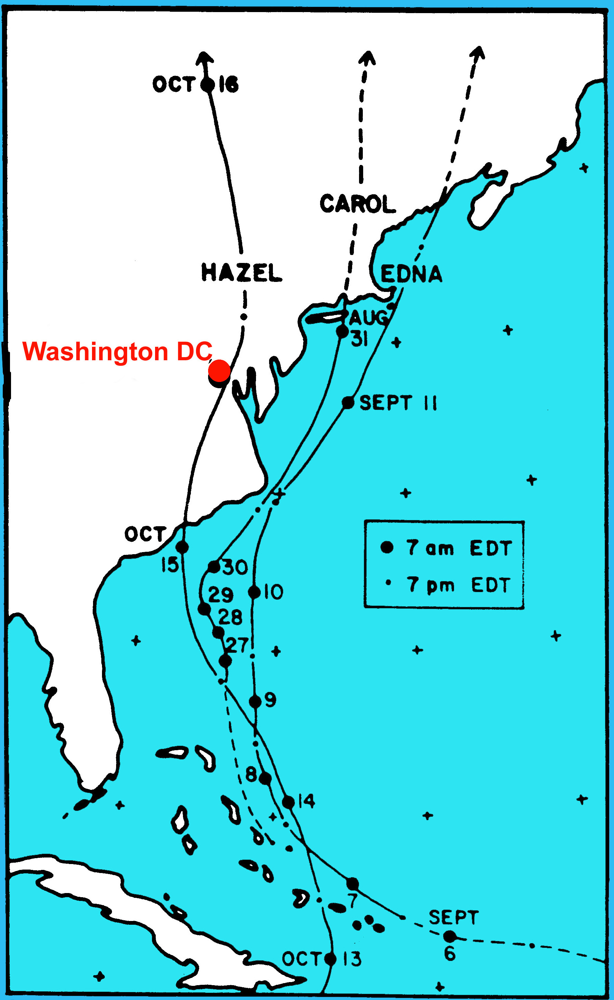 OCT 16
CAROL
HAZEL
EDNA
AUG
31
Washington DC
SEPT 11
OCT
15
7 am EDT
7 pm EDT
30
29
10
28
27
9
8
14
7
SEPT
6
OCT 13